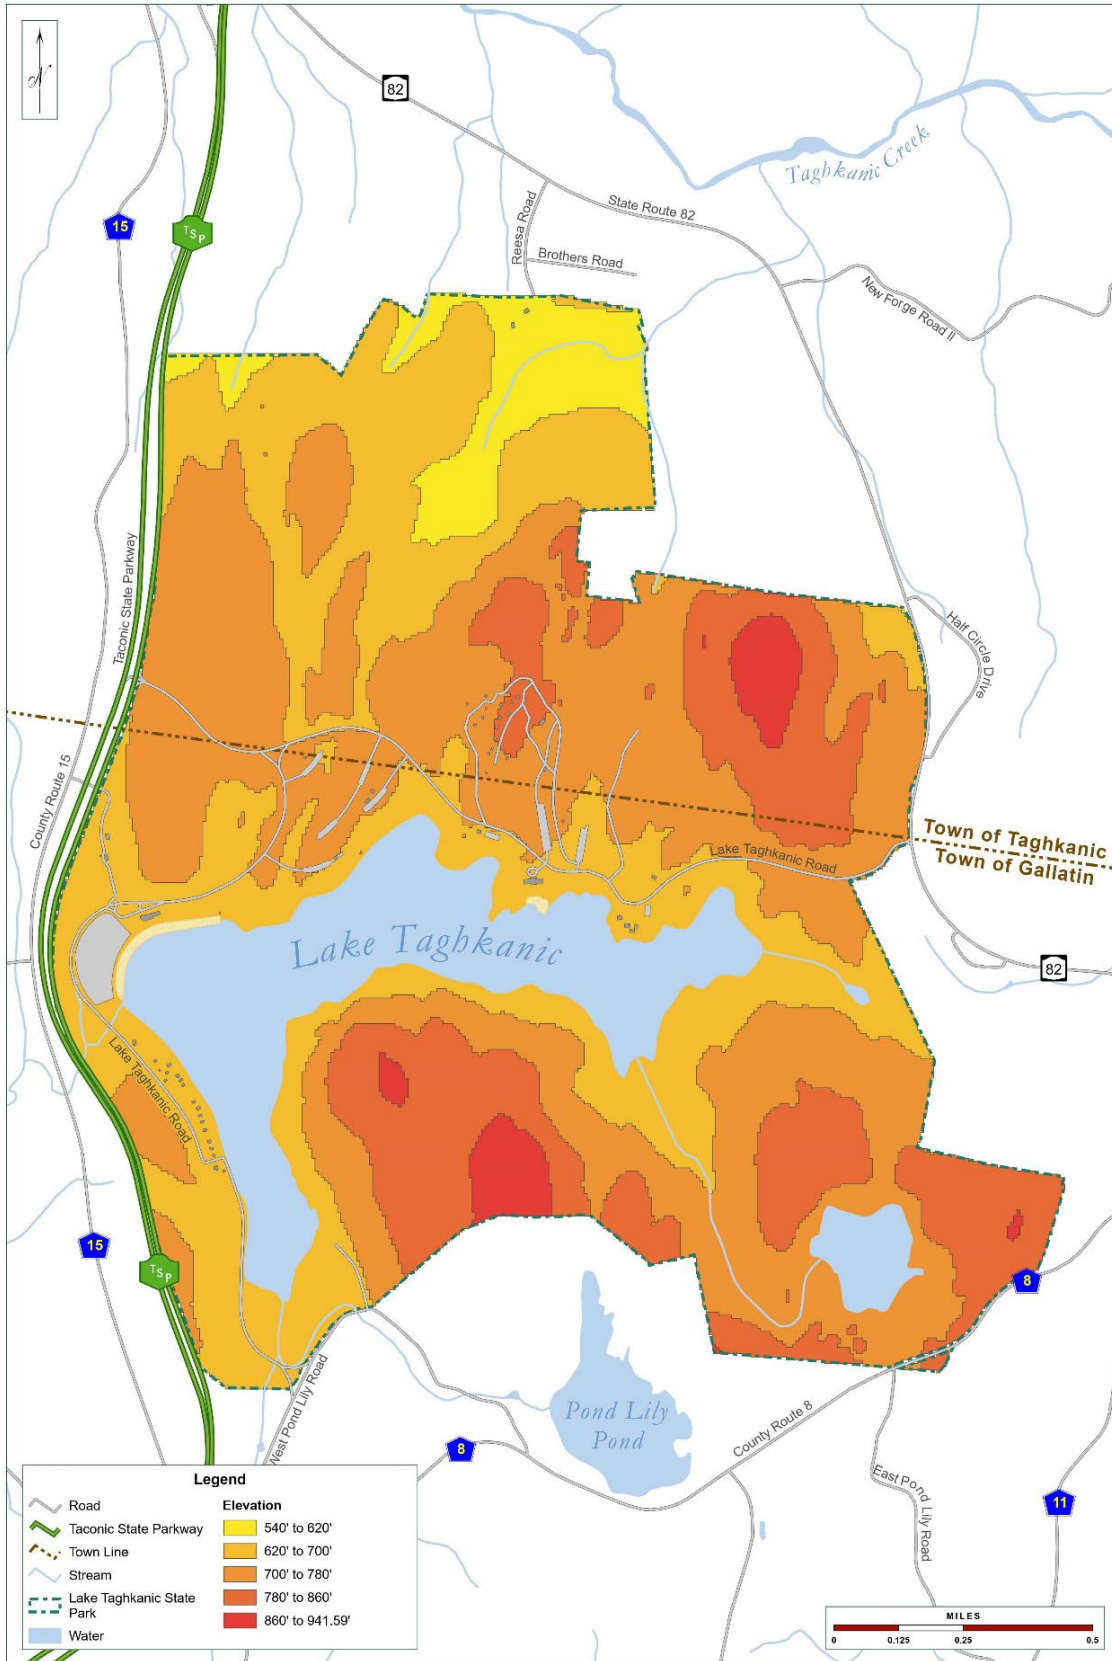 N
82
Taghkanic Creek
15
TSP
Reesa Road
State Route 82
Brothers Road
New Forge Road II
Taconic State Parkway
Half Circle Drive
County Route 15
Town of Taghkanic
Town of Gallatin
Lake Taghkanic Road
Lake Taghkanic
82
Lake Taghkanic Road
15
TSP
8
West Pond Lily Road
Pond Lily
Pond
County Route 8
8
East Pond Lily Road
11
Legend
Road
Taconic State Parkway
Town Line
Stream
Lake Taghkanic State
Park
Water
Elevation
540' to 620'
620' to 700'
700' to 780'
780' to 860'
860' to 941.59'
MILES
0 0.125 0.25 0.5